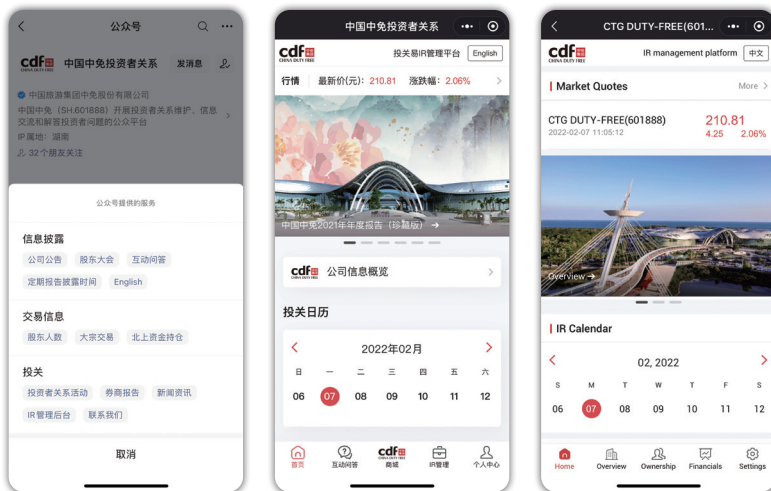 公众号
cdf
CHINA DUTY FREE
中国中免投资者关系
发消息
中国旅游集团中免股份有限公司
中国中免（SH.601888）开展投资者关系维护、信息
交流和解答投资者问题的公众平台
IP属地：湖南
32个朋友关注
公众号提供的服务
信息披露
公司公告 股东大会 互动问答
定期报告披露时间 English
交易信息
股东人数 大宗交易 北上资金持仓
投关
投资者关系活动 券商报告 新闻资讯
IR管理后台 联系我们
取消
中国中免投资者关系
cdf
CHINA DUTY FREE
投关易IR管理平台 English
行情 最新价(元): 210.81 涨跌幅: 2.06%
中国中免2021年年度报告（珍藏版） →
cdf 公司信息概览
投关日历
2022年02月
日 一 二 三 四 五 六
06 07 08 09 10 11 12
首页 互动问答 cdf 商城 IR管理 个人中心
CTG DUTY-FREE(601...
cdf
CHINA DUTY FREE
IR management platform 中文
Market Quotes More
CTG DUTY-FREE(601888) 210.81
2022-02-07 11:05:12 4.25 2.06%
Overview →
IR Calendar
02, 2022
S M T W T F S
06 07 08 09 10 11 12
Home Overview Ownership Financials Settings